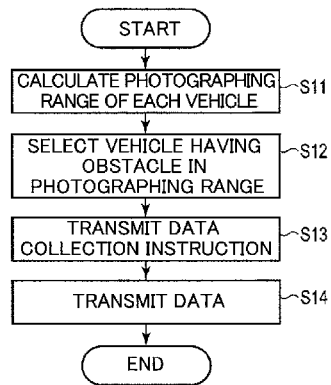 START
CALCULATE PHOTOGRAPHING
RANGE OF EACH VEHICLE
S11
SELECT VEHICLE HAVING
OBSTACLE IN
PHOTOGRAPHING RANGE
S12
TRANSMIT DATA
COLLECTION INSTRUCTION
S13
TRANSMIT DATA
S14
END